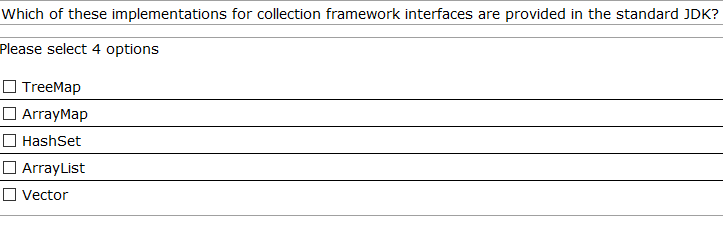 Which of these implementations for collection framework interfaces are provided in the standard JDK?
Please select 4 options
TreeMap
ArrayMap
HashSet
ArrayList
Vector